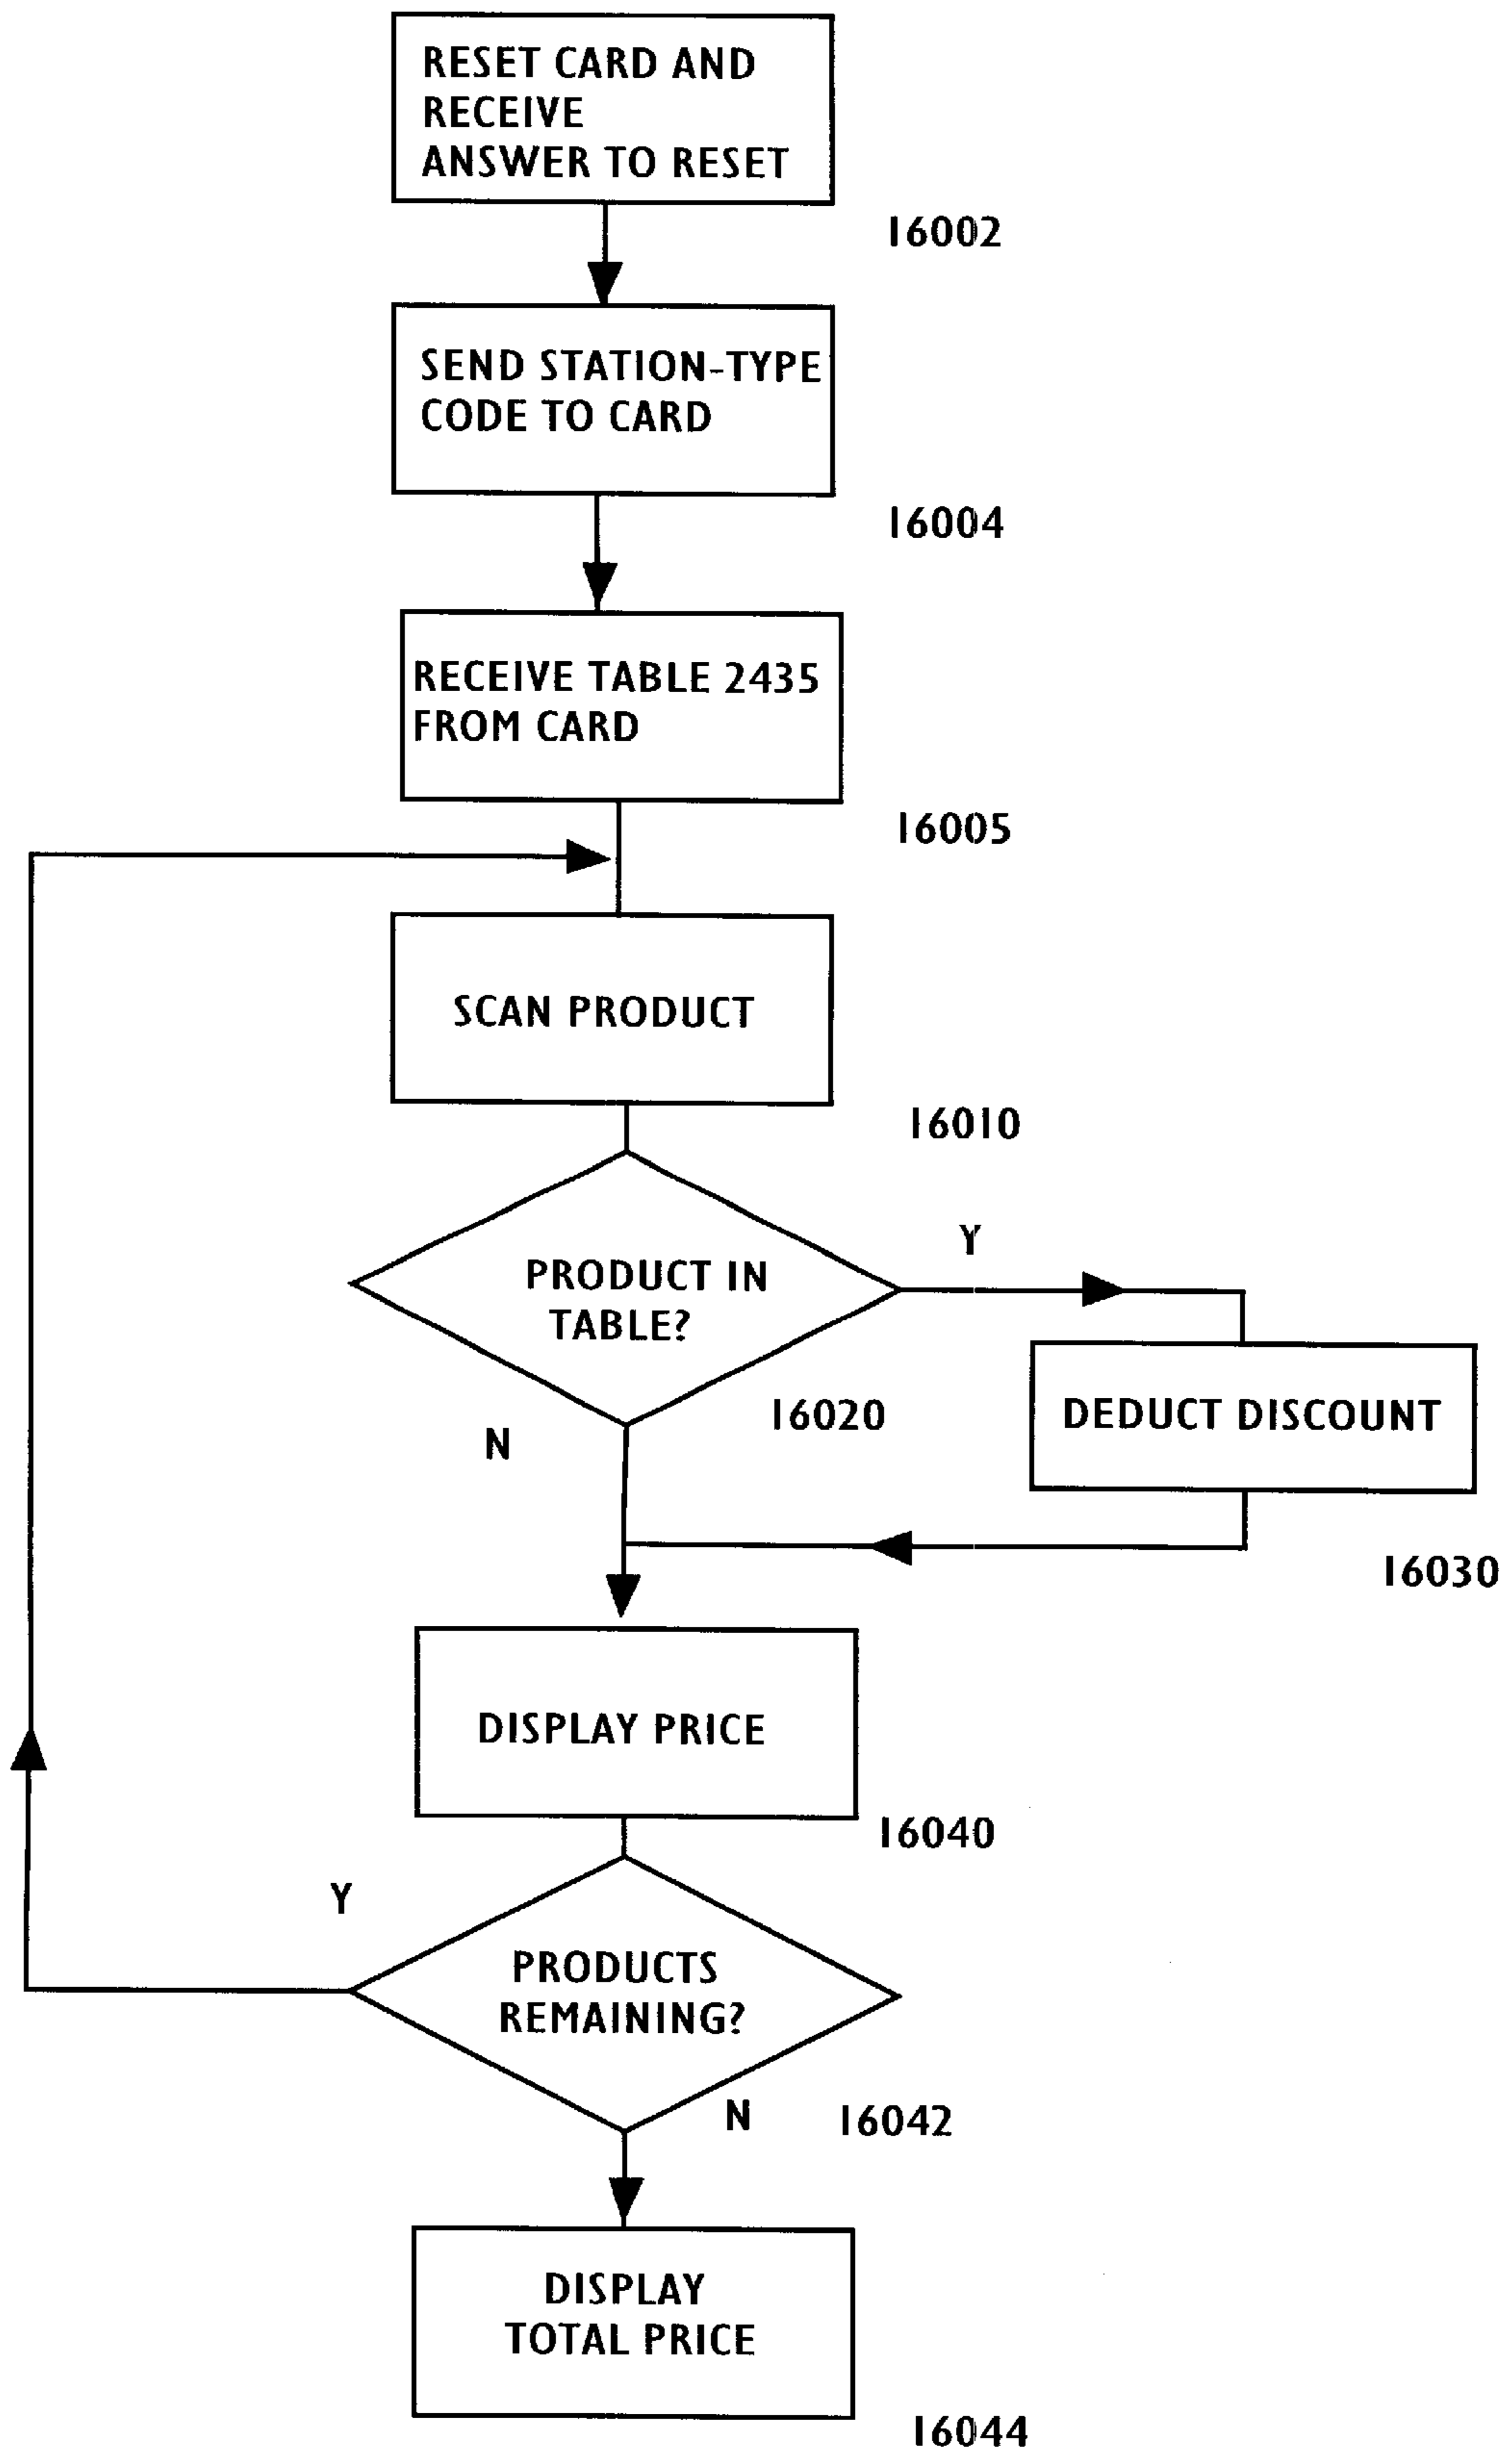 RESET CARD AND
RECEIVE
ANSWER TO RESET
16002
SEND STATION-TYPE
CODE TO CARD
16004
RECEIVE TABLE 2435
FROM CARD
16005
SCAN PRODUCT
16010
Y
PRODUCT IN
TABLE?
16020
DEDUCT DISCOUNT
N
16030
DISPLAY PRICE
16040
Y
PRODUCTS
REMAINING?
N
16042
DISPLAY
TOTAL PRICE
16044